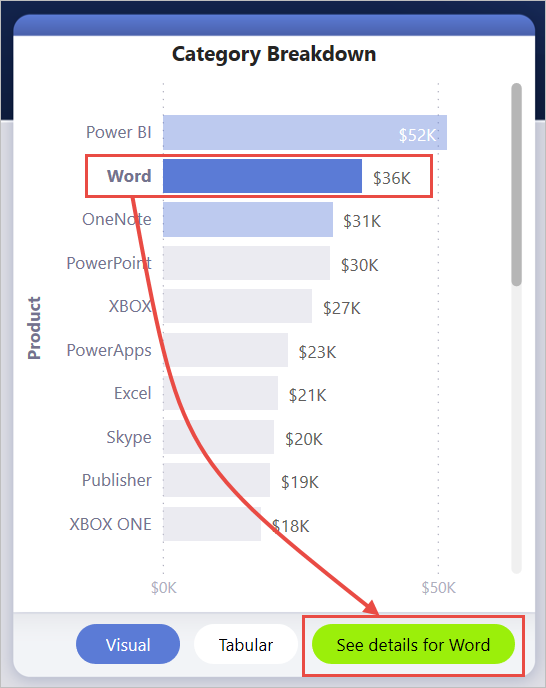 Category Breakdown
Power BI $52K
Word $36K
OneNote $31K
PowerPoint $30K
XBOX $27K
PowerApps $23K
Excel $21K
Skype $20K
Publisher $19K
XBOX ONE $18K
Product
$0K $50K
Visual Tabular See details for Word